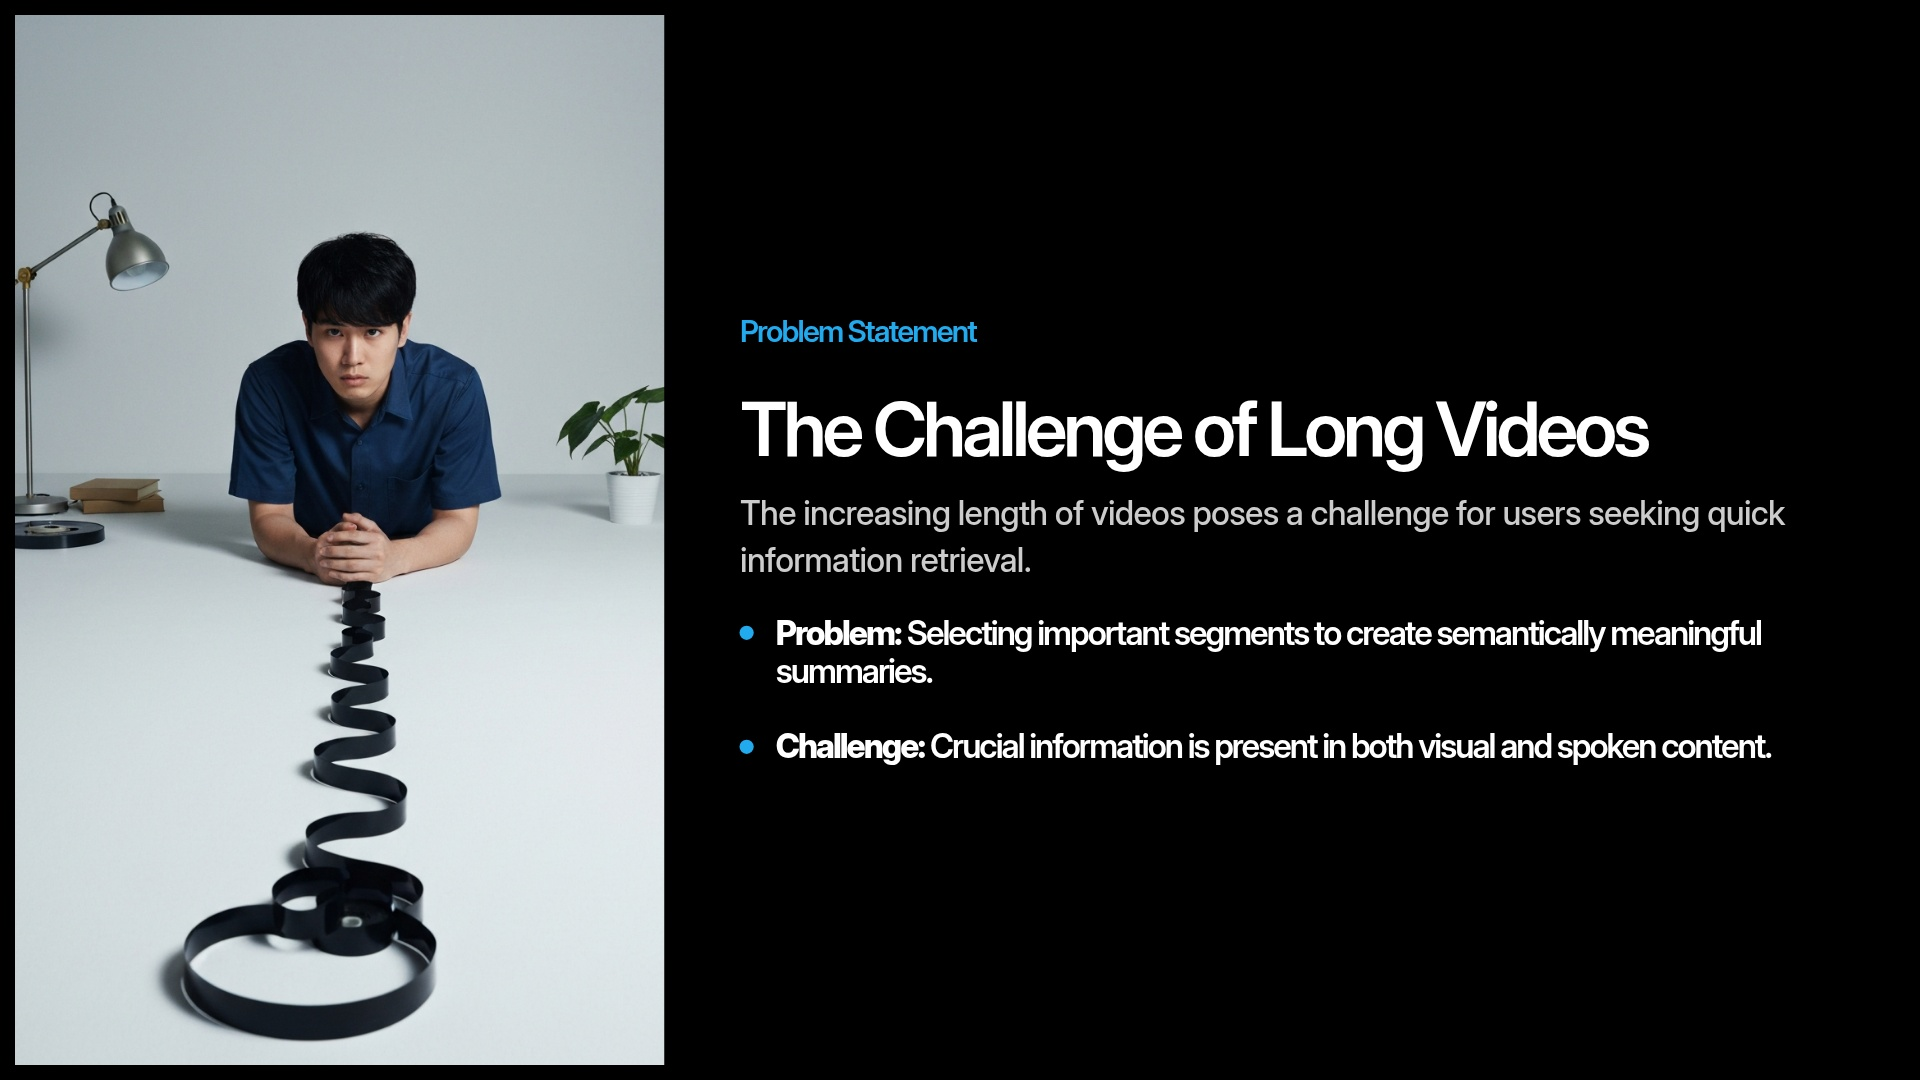 Problem Statement
The Challenge of Long Videos
The increasing length of videos poses a challenge for users seeking quick
information retrieval.
Problem: Selecting important segments to create semantically meaningful
summaries.
Challenge: Crucial information is present in both visual and spoken content.